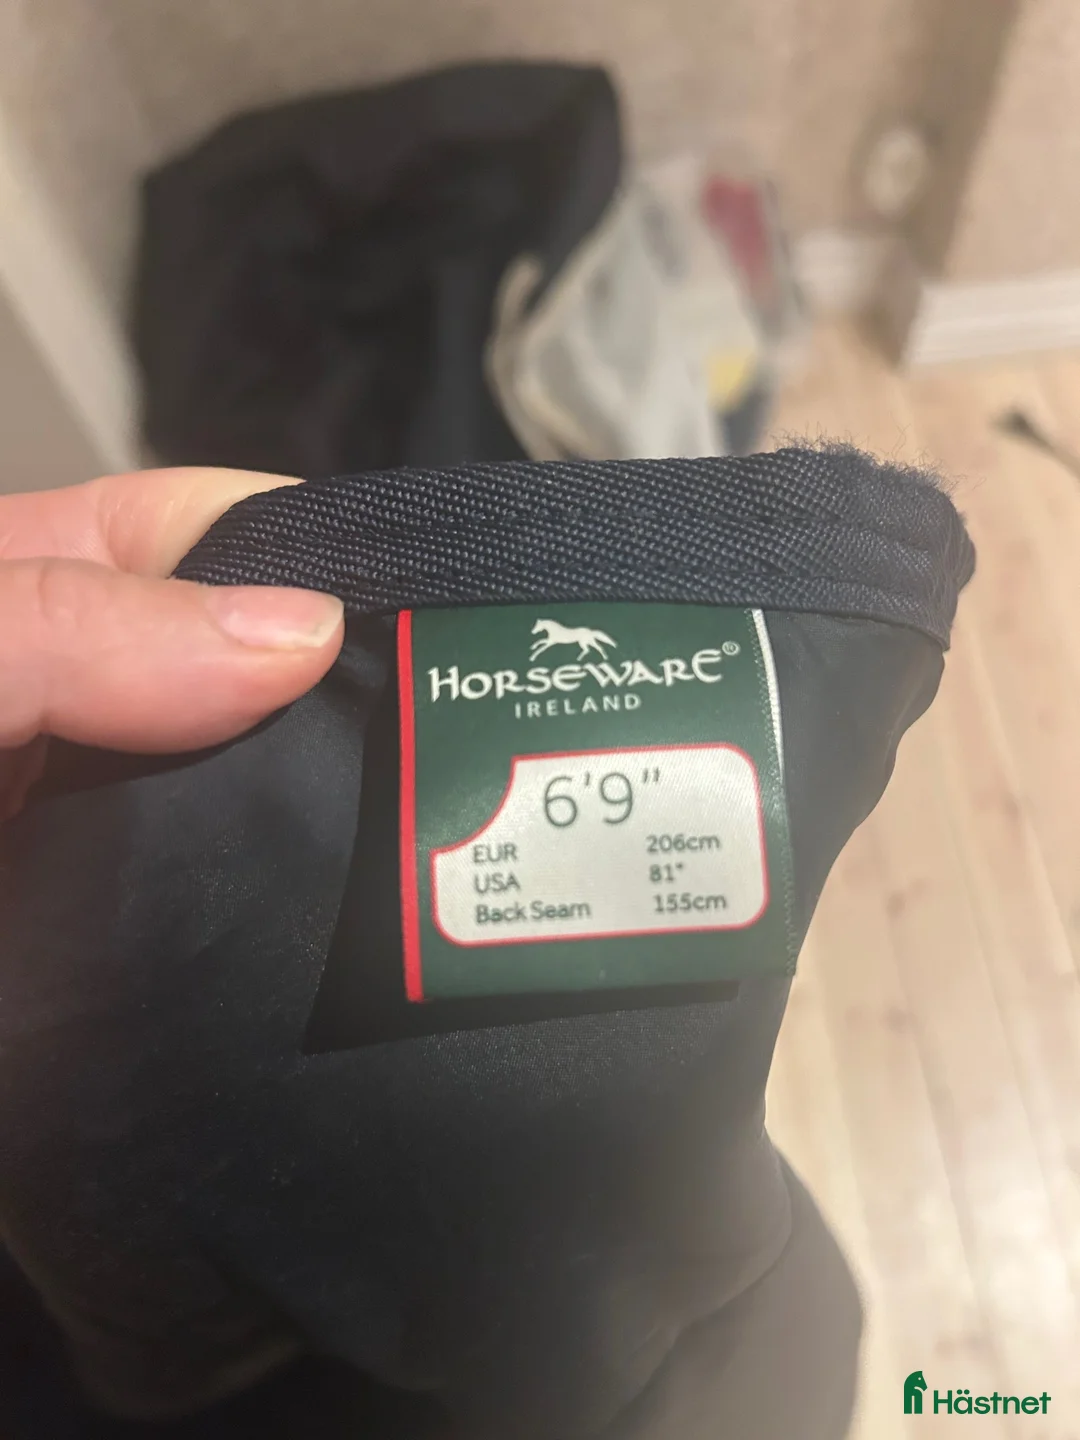 HORSEWARE®
IRELAND
6'9"
EUR 206cm
USA 81"
Back Seam 155cm
Hästnet